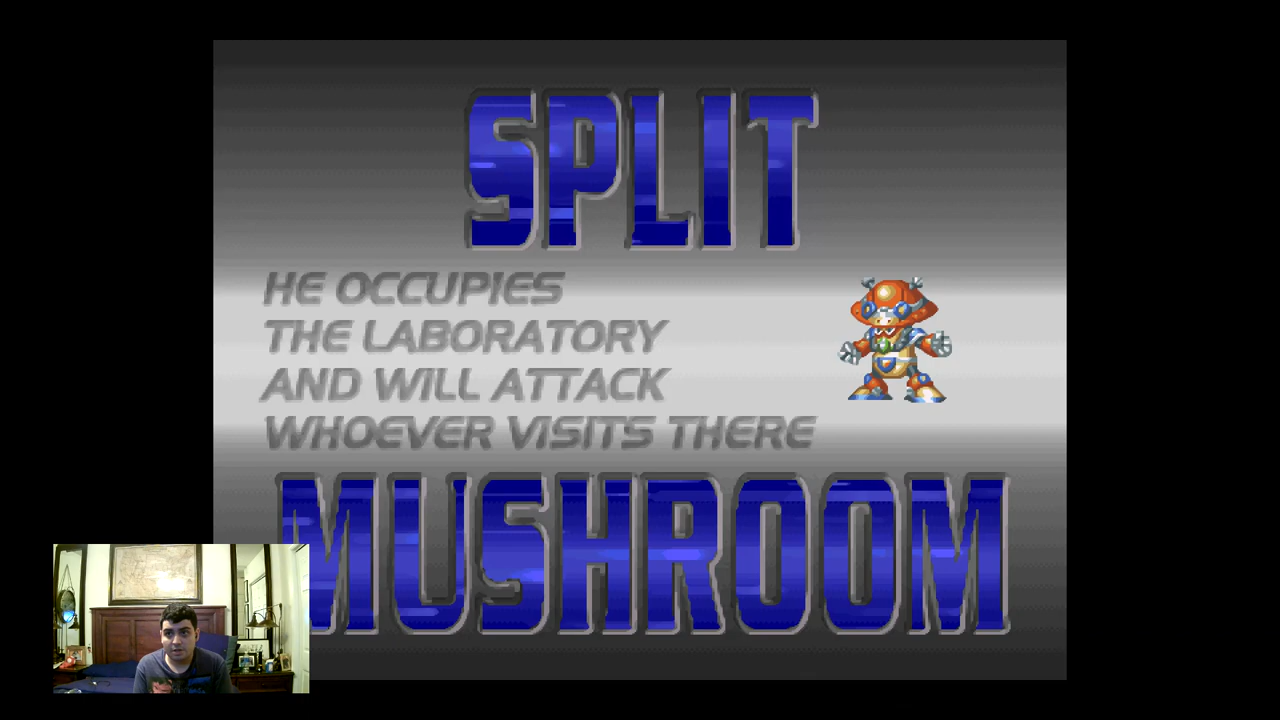 SPLIT
HE OCCUPIES
THE LABORATORY
AND WILL ATTACK
WHOEVER VISITS THERE
MUSHROOM